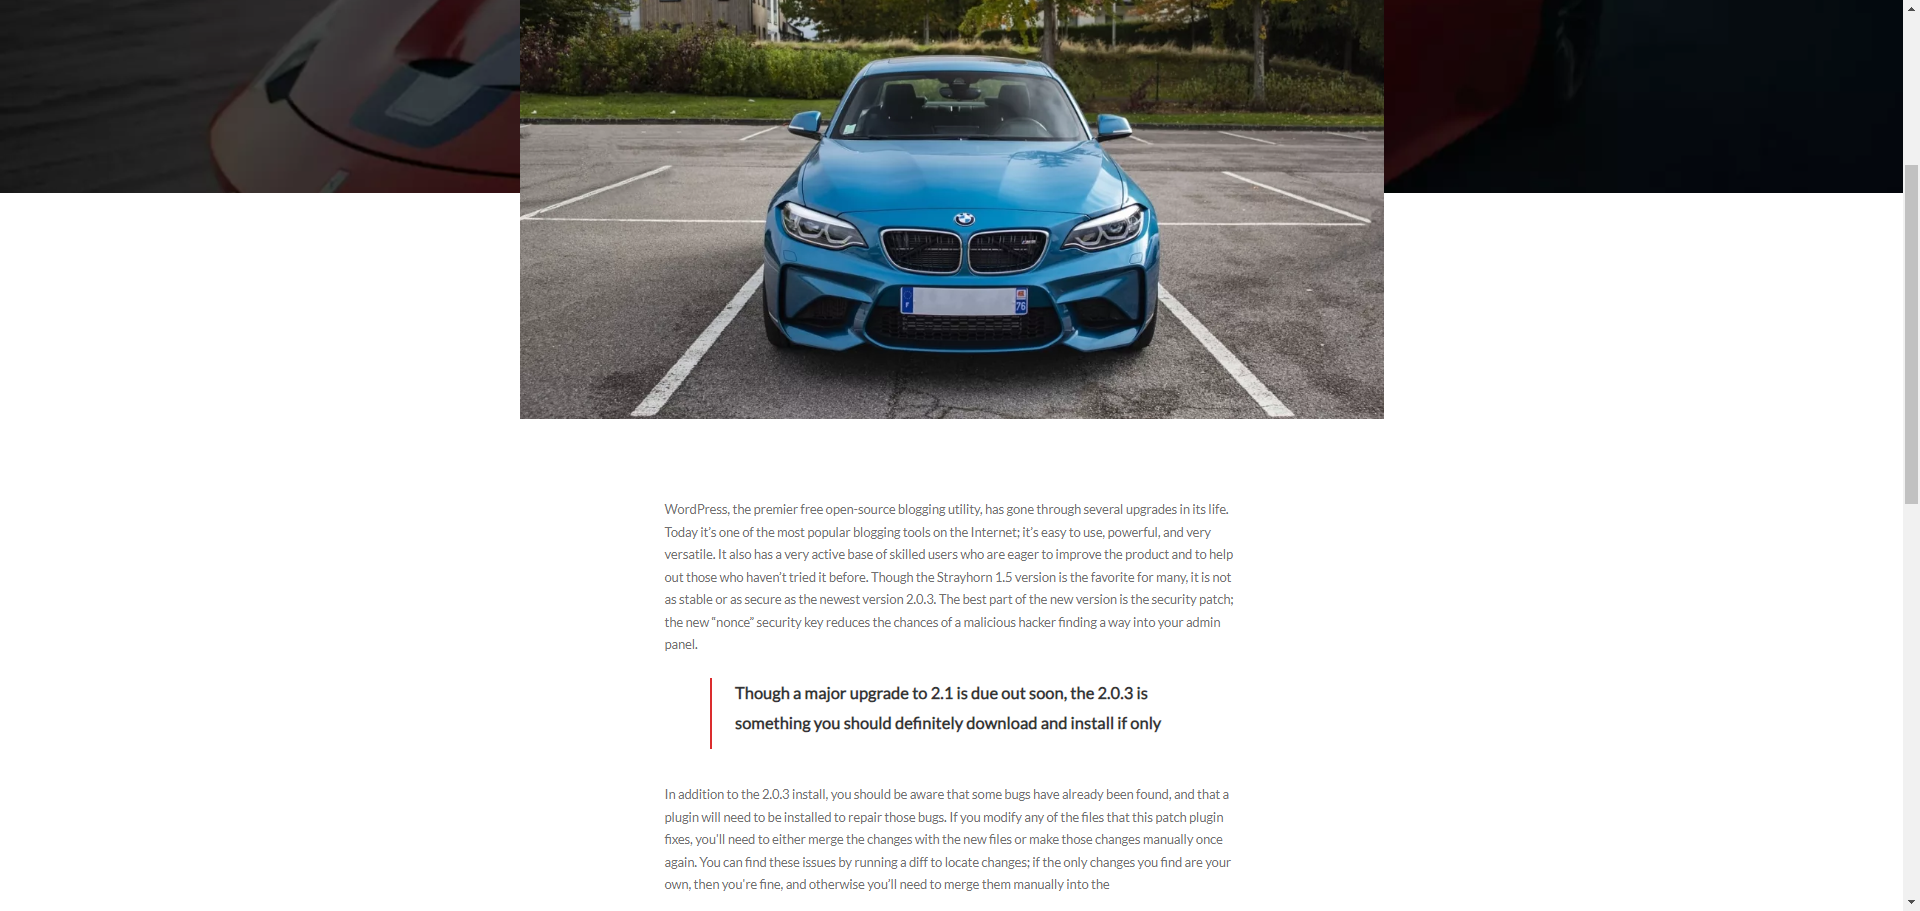 F
76
WordPress, the premier free open-source blogging utility, has gone through several upgrades in its life.
Today it’s one of the most popular blogging tools on the Internet; it’s easy to use, powerful, and very
versatile. It also has a very active base of skilled users who are eager to improve the product and to help
out those who haven’t tried it before. Though the Strayhorn 1.5 version is the favorite for many, it is not
as stable or as secure as the newest version 2.0.3. The best part of the new version is the security patch;
the new “nonce” security key reduces the chances of a malicious hacker finding a way into your admin
panel.
Though a major upgrade to 2.1 is due out soon, the 2.0.3 is
something you should definitely download and install if only
In addition to the 2.0.3 install, you should be aware that some bugs have already been found, and that a
plugin will need to be installed to repair those bugs. If you modify any of the files that this patch plugin
fixes, you’ll need to either merge the changes with the new files or make those changes manually once
again. You can find these issues by running a diff to locate changes; if the only changes you find are your
own, then you’re fine, and otherwise you’ll need to merge them manually into the